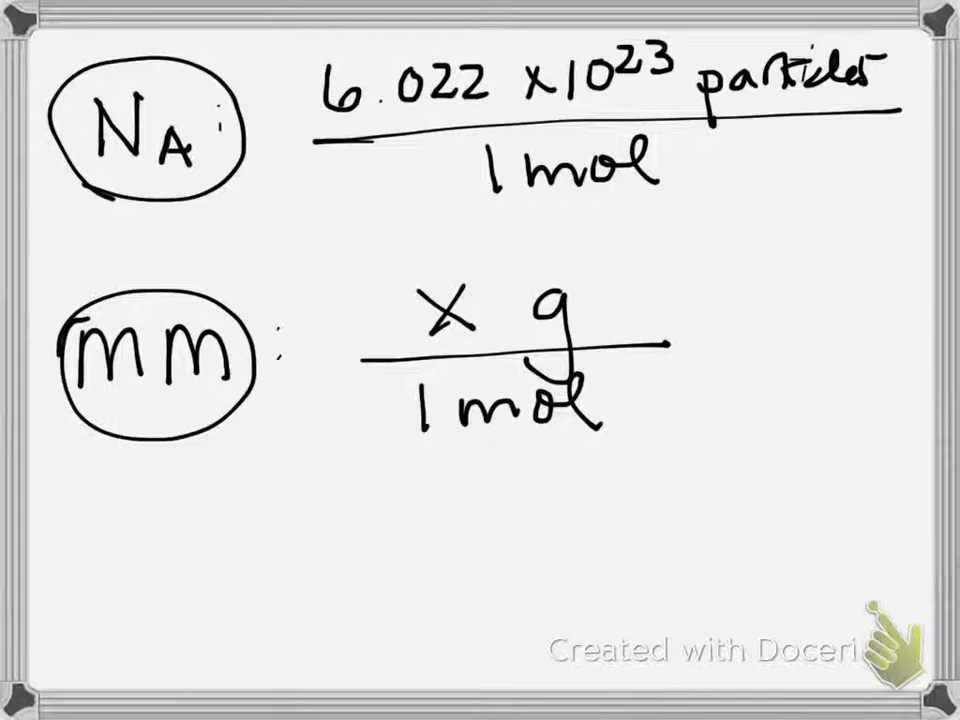 NA: 6.022 x10^23 particles
1 mol
MM: x g
1 mol
Created with Doceri